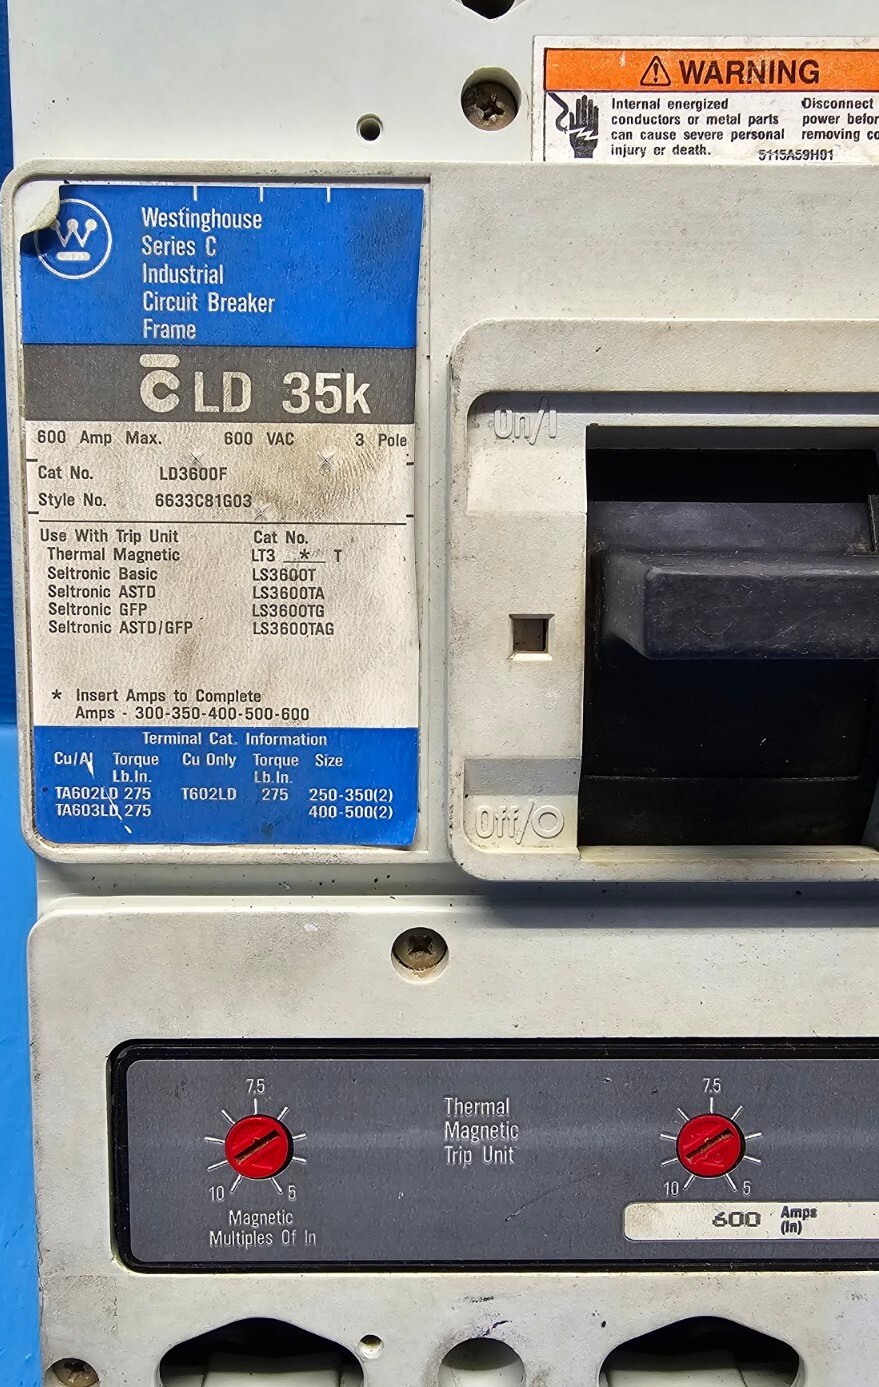 WARNING
Internal energized
conductors or metal parts
can cause severe personal
injury or death.
Disconnect
power
removing
5115A59H01
Westinghouse
Series C
Industrial
Circuit Breaker
Frame
C LD 35k
600 Amp Max. 600 VAC 3 Pole
Cat No. LD3600F
Style No. 6633C81G03
Use With Trip Unit Cat No.
Thermal Magnetic LT3 __*__ T
Seltronic Basic LS3600T
Seltronic ASTD LS3600TA
Seltronic GFP LS3600TG
Seltronic ASTD/GFP LS3600TAG
* Insert Amps to Complete
Amps - 300-350-400-500-600
Terminal Cat. Information
Cu/Al Torque Cu Only Torque Size
Lb.In. Lb.In.
TA602LD 275 T602LD 275 250-350(2)
TA603LD 275 400-500(2)
On/I
Off/O
7.5
10 5
Magnetic
Multiples Of In
Thermal
Magnetic
Trip Unit
7.5
10 5
600 Amps
(In)